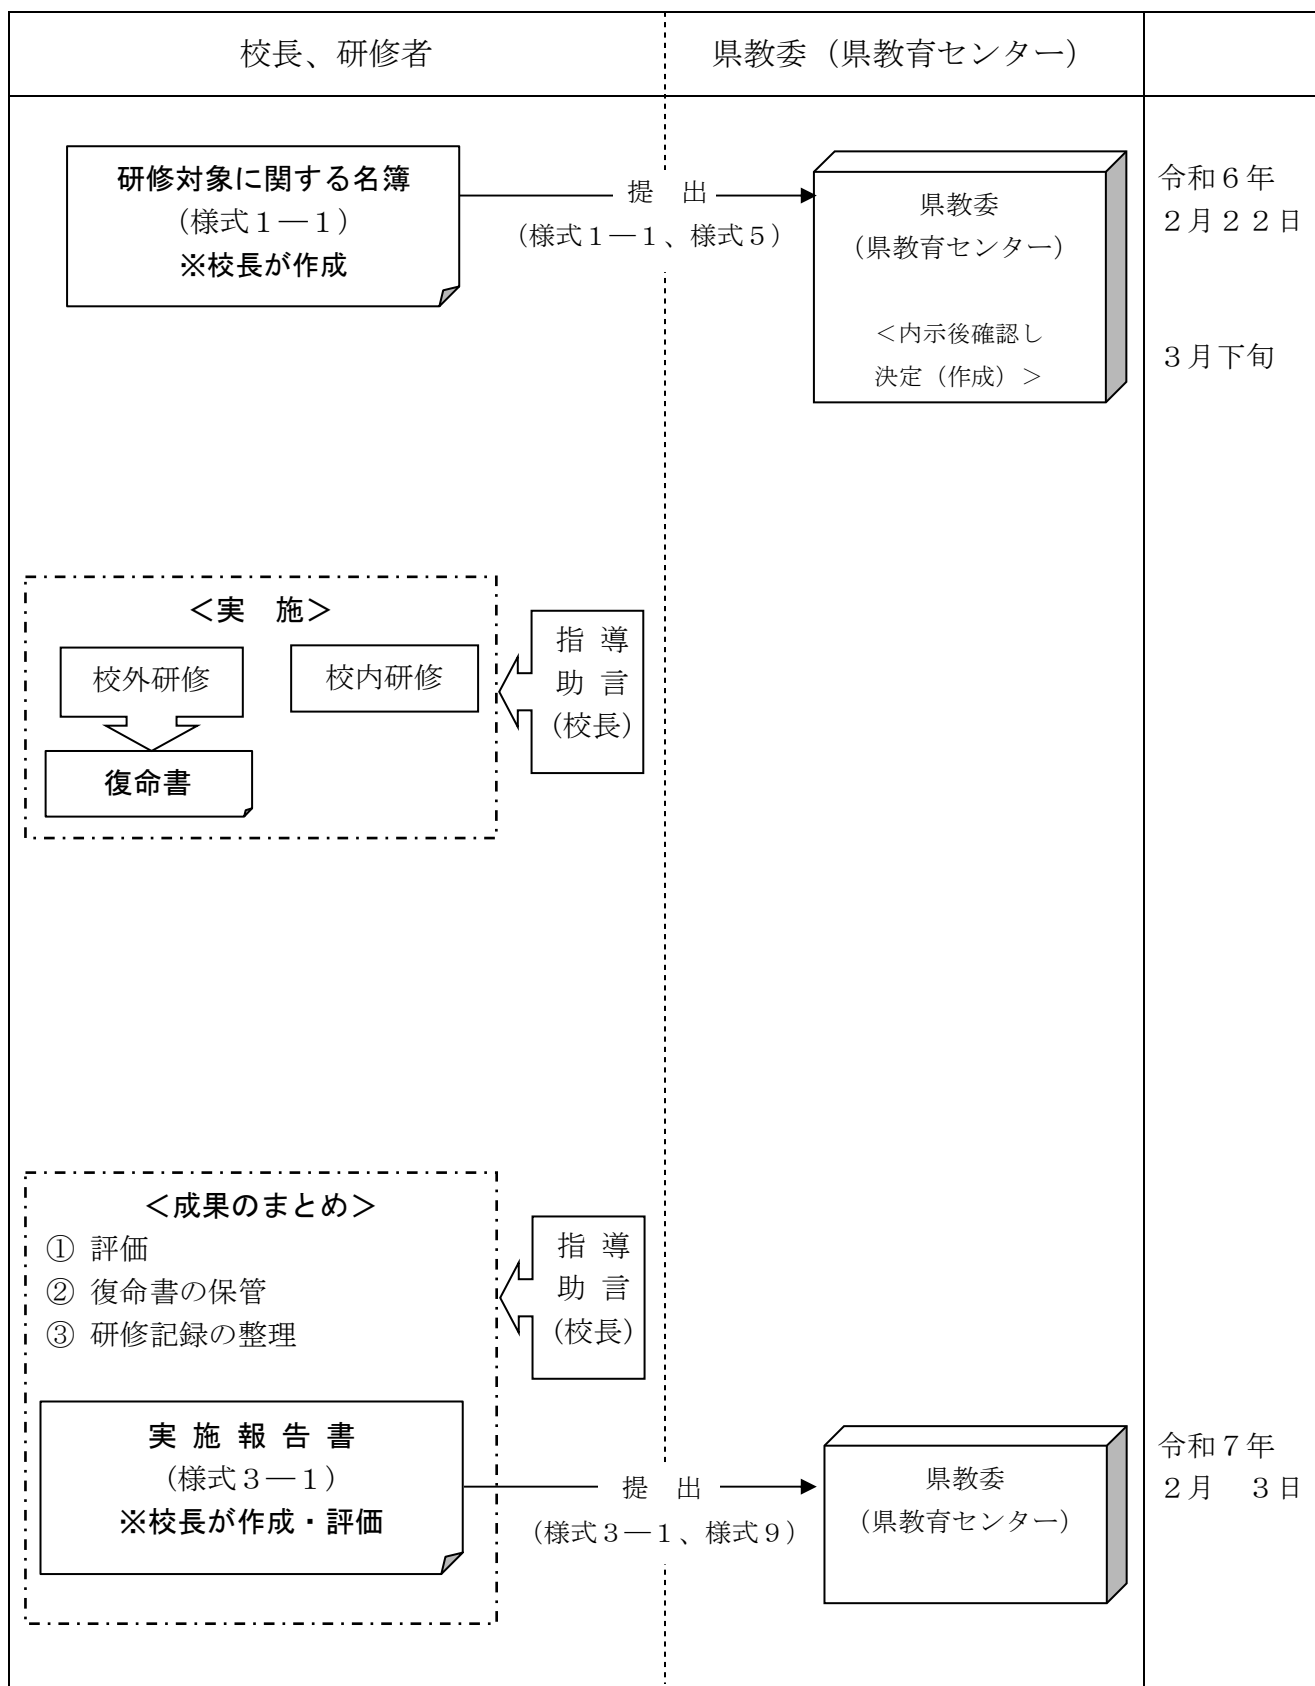 校長、研修者
県教委（県教育センター）
研修対象に関する名簿
（様式１―１）
※校長が作成
提　出
（様式１―１、様式５）
県教委
（県教育センター）
＜内示後確認し
決定（作成）＞
令和６年
２月２２日
３月下旬
＜実　施＞
校外研修
校内研修
復命書
指 導
助 言
（校長）
＜成果のまとめ＞
① 評価
② 復命書の保管
③ 研修記録の整理
指 導
助 言
（校長）
実 施 報 告 書
（様式３―１）
※校長が作成・評価
提　出
（様式３―１、様式９）
県教委
（県教育センター）
令和７年
２月　３日